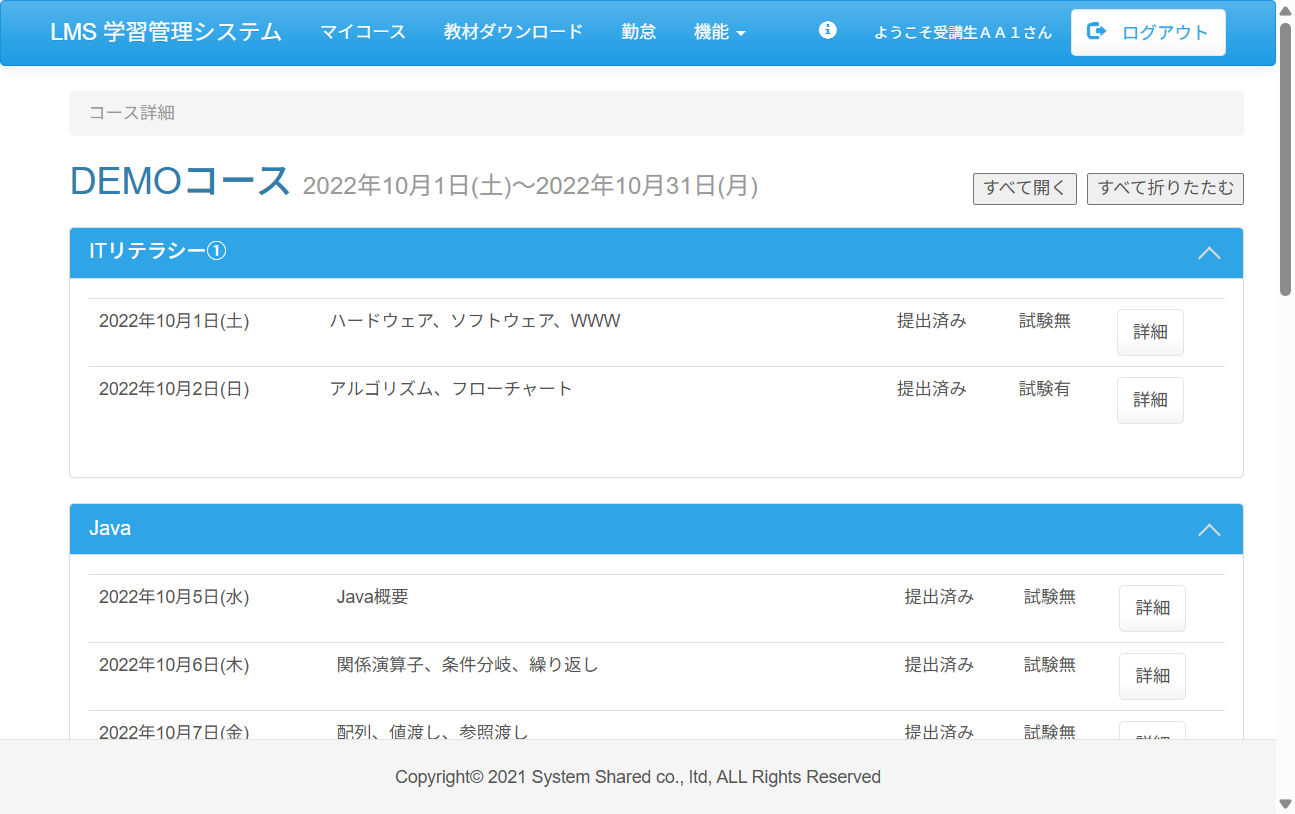 LMS 学習管理システム マイコース 教材ダウンロード 勤怠 機能 ようこそ受講生ＡＡ１さん ログアウト
コース詳細
DEMOコース 2022年10月1日(土)～2022年10月31日(月) すべて開く すべて折りたたむ
ITリテラシー①
2022年10月1日(土) ハードウェア、ソフトウェア、WWW 提出済み 試験無 詳細
2022年10月2日(日) アルゴリズム、フローチャート 提出済み 試験有 詳細
Java
2022年10月5日(水) Java概要 提出済み 試験無 詳細
2022年10月6日(木) 関係演算子、条件分岐、繰り返し 提出済み 試験無 詳細
2022年10月7日(金) 配列、値渡し、参照渡し 提出済み 試験無 詳細
Copyright© 2021 System Shared co., ltd, ALL Rights Reserved